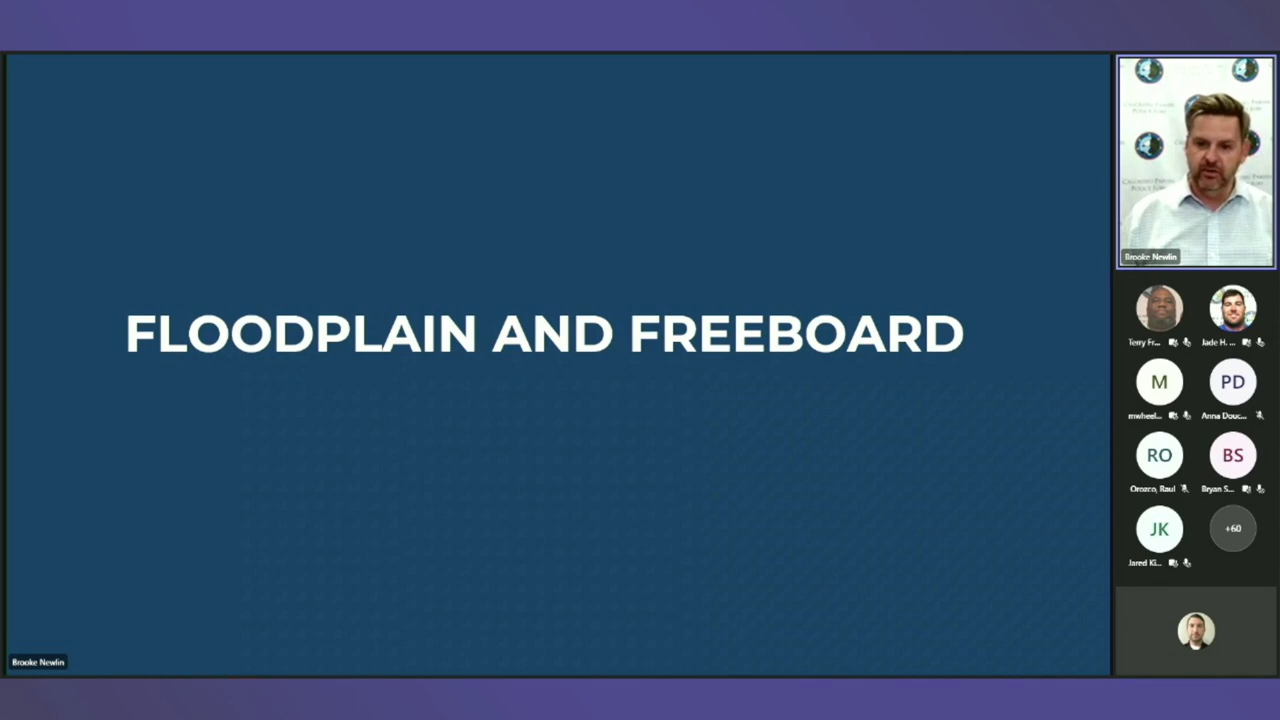 FLOODPLAIN AND FREEBOARD
Brooke Newlin
Brooke Newlin
Terry Fr...
Jade H. ...
M
PD
mwheel...
Anna Douc...
RO
BS
Orozco, Raul
Bryan S...
JK
+60
Jared Ki...